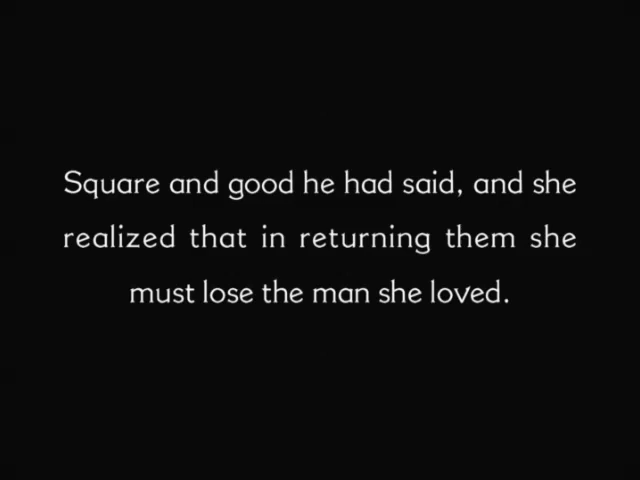 Square and good he had said, and she
realized that in returning them she
must lose the man she loved.